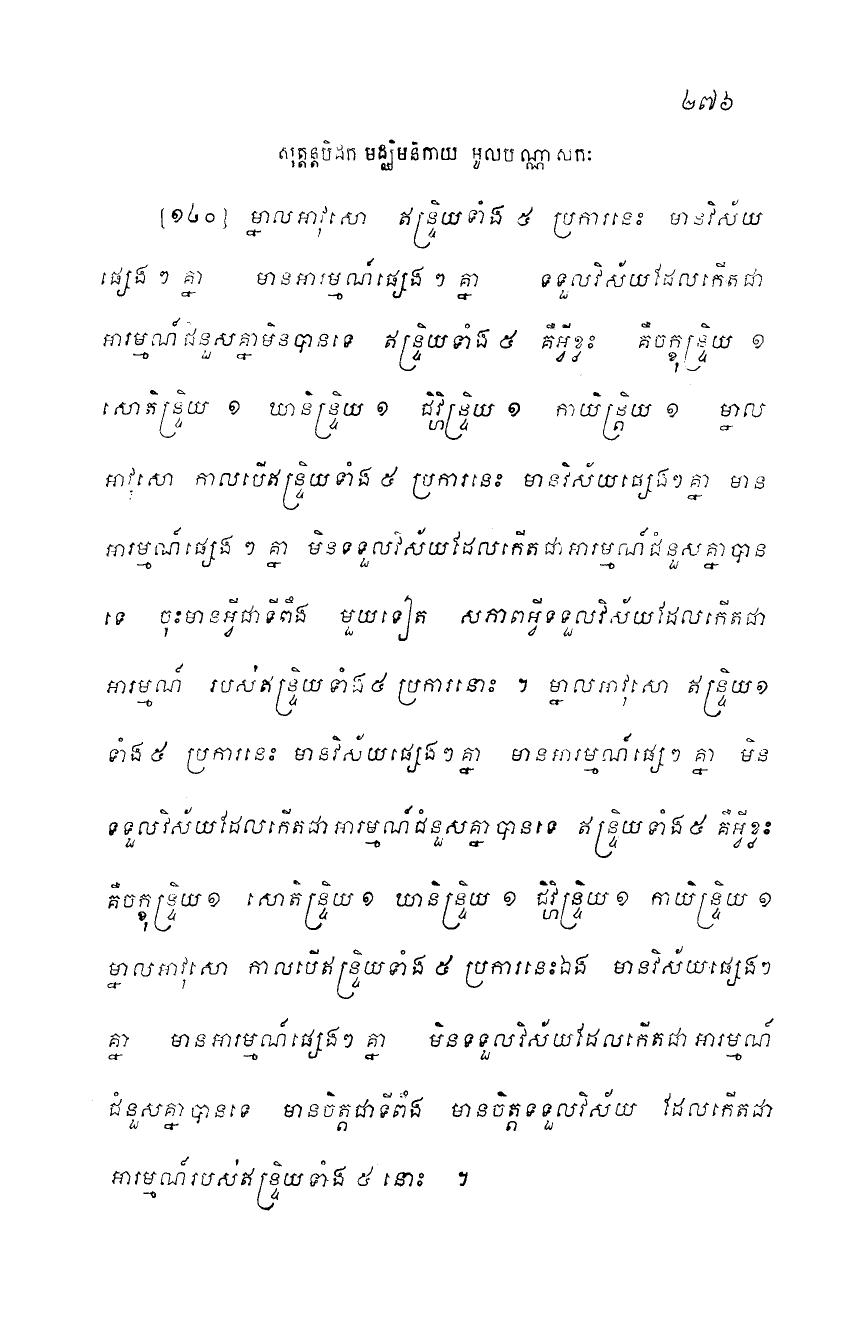 ២៧៦
សុត្តន្តបិដក មជ្ឈិមនិកាយ មូលបណ្ណាសកៈ
[១៤០] ម្នាលអាវុសោ ឥន្ទ្រិយទាំង ៥ ប្រការនេះ មានវិស័យ
ផ្សេង ៗ គ្នា មានអារម្មណ៍ផ្សេង ៗ គ្នា ទទួលវិស័យដែលកើតជា
អារម្មណ៍ជំនួសគ្នាមិនបានទេ ឥន្ទ្រិយទាំង ៥ គឺអ្វីខ្លះ គឺចក្ខុន្ទ្រិយ ១
សោតិន្ទ្រិយ ១ ឃានិន្ទ្រិយ ១ ជិវ្ហិន្ទ្រិយ ១ កាយិន្ទ្រិយ ១ ម្នាល
អាវុសោ កាលបើឥន្ទ្រិយទាំង ៥ ប្រការនេះ មានវិស័យផ្សេងៗគ្នា មាន
អារម្មណ៍ផ្សេង ៗ គ្នា មិនទទួលវិស័យដែលកើតជាអារម្មណ៍ជំនួសគ្នាបាន
ទេ ចុះមានអ្វីជាទីពឹង មួយទៀត សភាពអ្វីទទួលវិស័យដែលកើតជា
អារម្មណ៍ របស់ឥន្ទ្រិយទាំង៥ ប្រការនោះ ។ ម្នាលអាវុសោ ឥន្ទ្រិយ១
ទាំង៥ ប្រការនេះ មានវិស័យផ្សេងៗគ្នា មានអារម្មណ៍ផ្សេៗ គ្នា មិន
ទទួលវិស័យដែលកើតជាអារម្មណ៍ជំនួសគ្នាបានទេ ឥន្ទ្រិយទាំង៥ គឺអ្វីខ្លះ
គឺចក្ខុន្ទ្រិយ១ សោតិន្ទ្រិយ ១ ឃានិន្ទ្រិយ ១ ជិវ្ហិន្ទ្រិយ ១ កាយិន្ទ្រិយ ១
ម្នាលអាវុសោ កាលបើឥន្ទ្រិយទាំង ៥ ប្រការនេះឯង មានវិស័យផ្សេងៗ
គ្នា មានអារម្មណ៍ផ្សេងៗ គ្នា មិនទទួលវិស័យដែលកើតជាអារម្មណ៍
ជំនួសគ្នាបានទេ មានចិត្តជាទីពឹង មានចិត្តទទួលវិស័យ ដែលកើតជា
អារម្មណ៍របស់ឥន្ទ្រិយទាំង ៥ នោះ ។